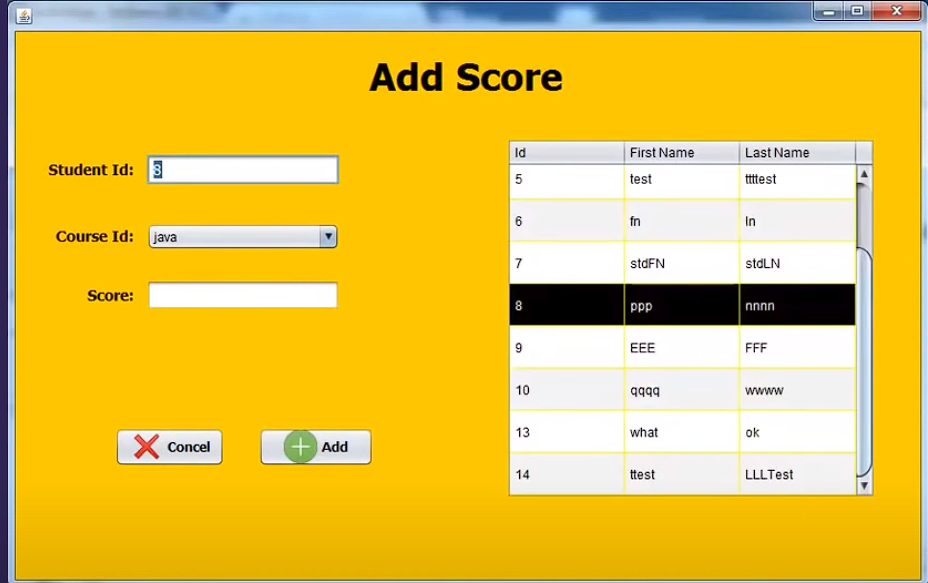 Add Score
Student Id: 8
Course Id: java
Score:
Concel Add
Id First Name Last Name
5 test ttttest
6 fn ln
7 stdFN stdLN
8 ppp nnnn
9 EEE FFF
10 qqqq wwww
13 what ok
14 ttest LLLTest